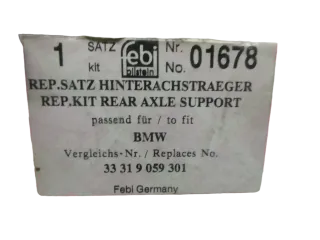 1 SATZ kit febi bilstein Nr. No. 01678
REP.SATZ HINTERACHSTRAEGER
REP.KIT REAR AXLE SUPPORT
passend für / to fit
BMW
Vergleichs-Nr. / Replaces No.
33 31 9 059 301
Febi Germany